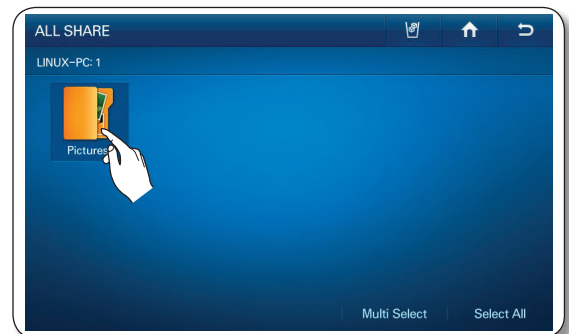 ALL SHARE
LINUX-PC: 1
Pictures
Multi Select
Select All